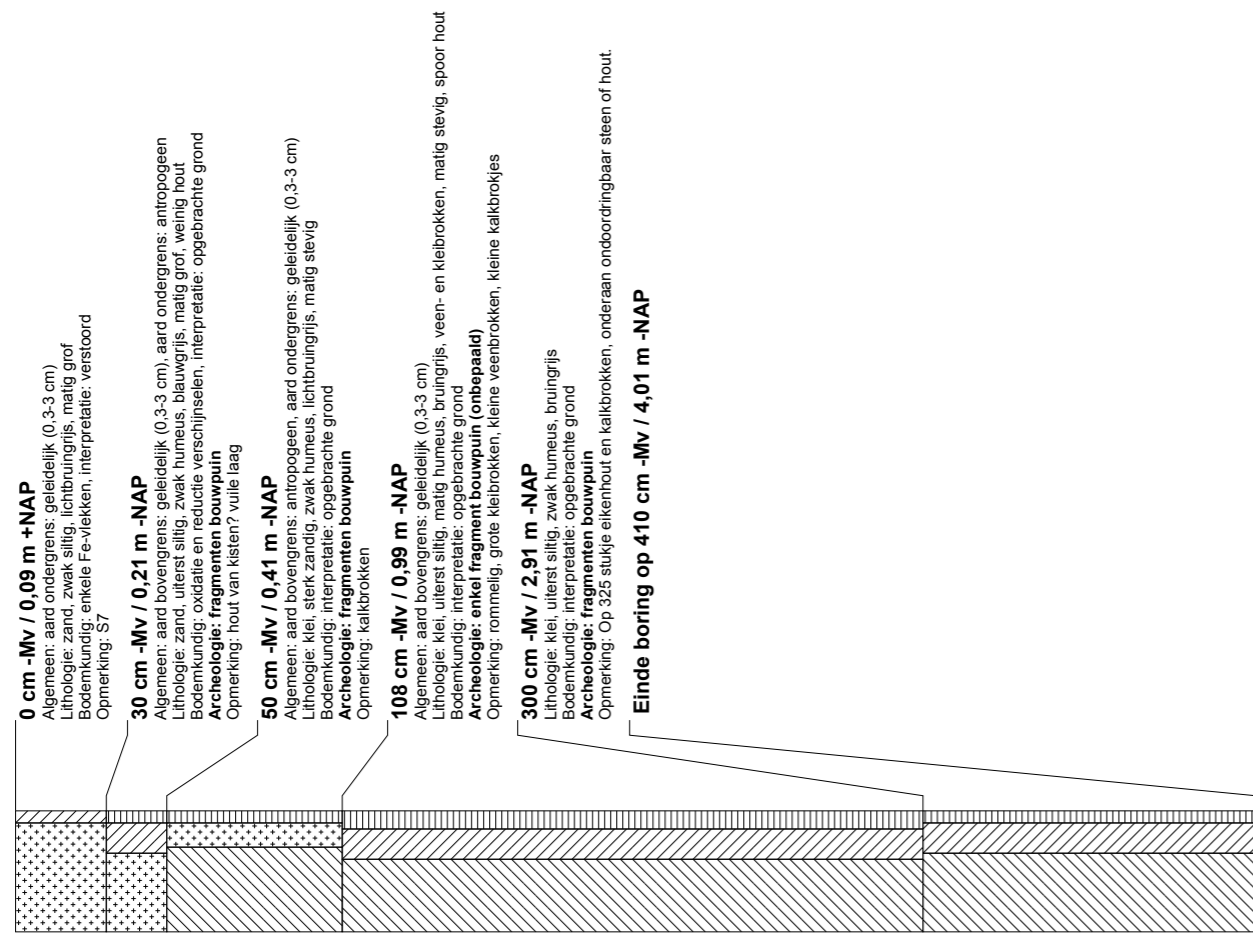 0 cm -Mv / 0,09 m +NAP
Algemeen: aard ondergrens: geleidelijk (0,3-3 cm)
Lithologie: zand, zwak siltig, lichtbruingrijs, matig grof
Bodemkundig: enkele Fe-vlekken, interpretatie: verstoord
Opmerking: S7
30 cm -Mv / 0,21 m -NAP
Algemeen: aard bovengrens: geleidelijk (0,3-3 cm), aard ondergrens: antropogeen
Lithologie: zand, uiterst siltig, zwak humeus, blauwgrijs, matig grof, weinig hout
Bodemkundig: oxidatie en reductie verschijnselen, interpretatie: opgebrachte grond
Archeologie: fragmenten bouwpuin
Opmerking: hout van kisten? vuile laag
50 cm -Mv / 0,41 m -NAP
Algemeen: aard bovengrens: antropogeen, aard ondergrens: geleidelijk (0,3-3 cm)
Lithologie: klei, sterk zandig, zwak humeus, lichtbruingrijs, matig stevig
Bodemkundig: interpretatie: opgebrachte grond
Archeologie: fragmenten bouwpuin
Opmerking: kalkbrokken
108 cm -Mv / 0,99 m -NAP
Algemeen: aard bovengrens: geleidelijk (0,3-3 cm)
Lithologie: klei, uiterst siltig, matig humeus, bruingrijs, veen- en kleibrokken, matig stevig, spoor hout
Bodemkundig: interpretatie: opgebrachte grond
Archeologie: enkel fragment bouwpuin (onbepaald)
Opmerking: rommelig, grote kleibrokken, kleine veenbrokken, kleine kalkbrokjes
300 cm -Mv / 2,91 m -NAP
Lithologie: klei, uiterst siltig, zwak humeus, bruingrijs
Bodemkundig: interpretatie: opgebrachte grond
Archeologie: fragmenten bouwpuin
Opmerking: Op 325 stukje eikenhout en kalkbrokken, onderaan ondoordringbaar steen of hout.
Einde boring op 410 cm -Mv / 4,01 m -NAP